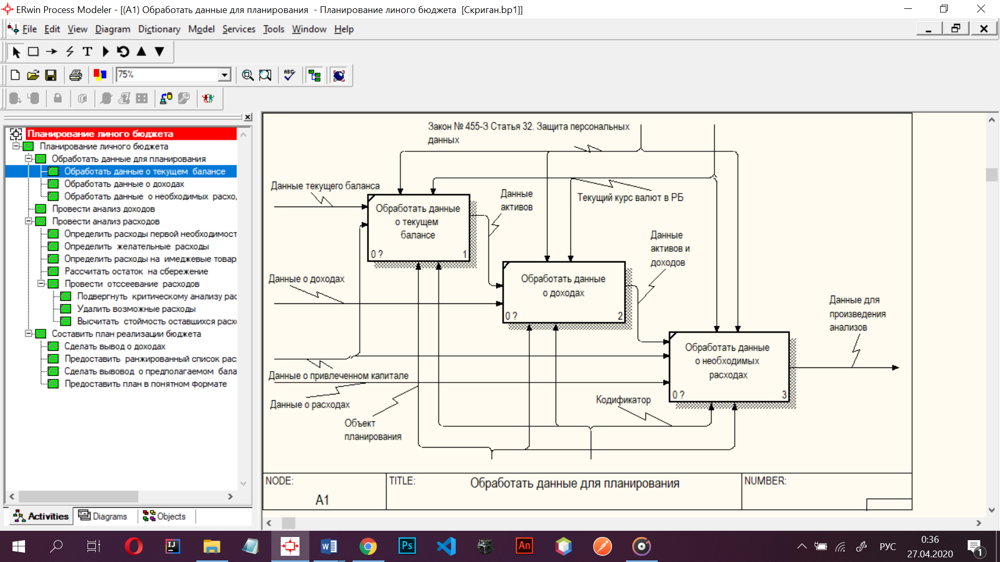 ERwin Process Modeler - [(A1) Обработать данные для планирования - Планирование линого бюджета [Скриган.bp1]]
File Edit View Diagram Dictionary Model Services Tools Window Help
T
75%
ABC
Планирование линого бюджета
Планирование личного бюджета
Обработать данные для планирования
Обработать данные о текущем балансе
Обработать данные о доходах
Обработать данные о необходимых расхо,
Провести анализ доходов
Провести анализ расходов
Определить расходы первой необходимост
Определить желательные расходы
Определить расходы на имеджевые товар
Рассчитать остаток на сбережение
Провести отссеевание расходов
Подвергнуть критическому анализу рас
Удалить возможные расходы
Высчитать стоимость оставшихся расхо
Составить план реализации бюджета
Сделать вывод о доходах
Предоставить ранжированный список рас
Сделать вывовод о предполагаемом бала
Предоставить план в понятном формате
Activities Diagrams Objects
Закон № 455-З Статья 32. Защита персональных
данных
Данные текущего баланса
Текущий курс валют в РБ
Данные
активов
Обработать данные
о текущем
балансе
0 ? 1
Данные
активов и
доходов
Данные о доходах
Обработать данные
о доходах
0 ? 2
Данные для
произведения
анализов
Обработать данные
о необходимых
расходах
0 ? 3
Данные о привлеченном капитале
Данные о расходах
Объект
планирования
Кодификатор
NODE: TITLE: Обработать данные для планирования NUMBER:
A1
IJ
W
Ps
An
РУС
0:36
27.04.2020
1